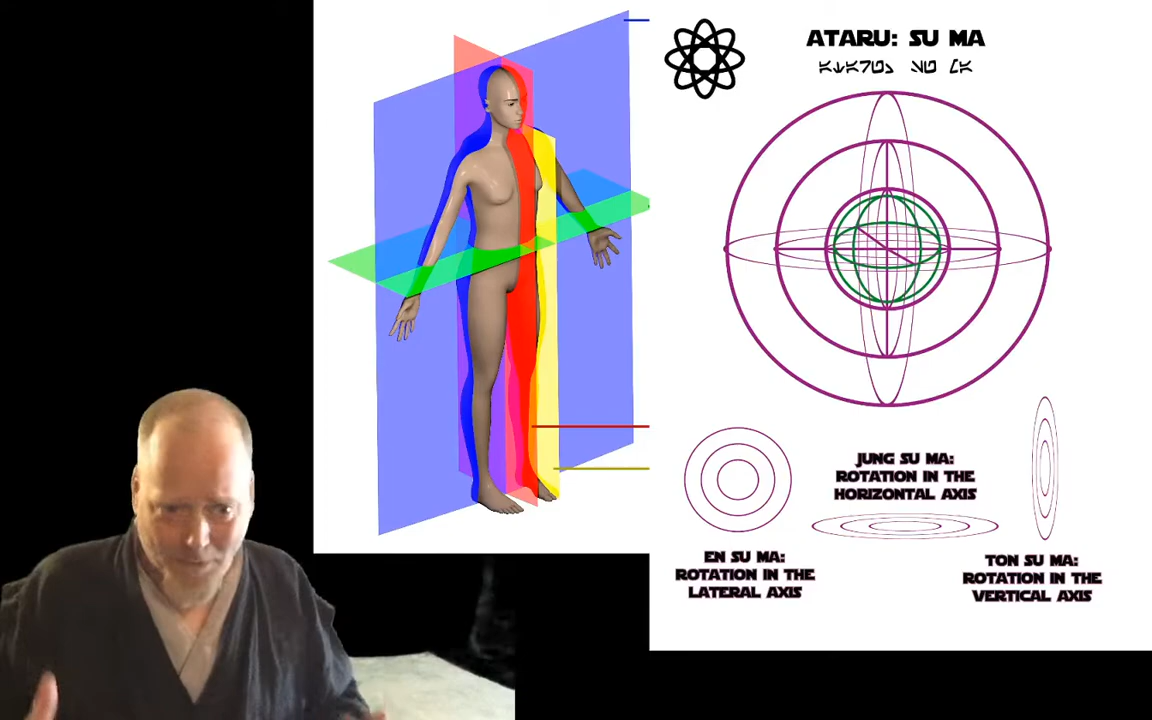 ATARU: SU MA
JUNG SU MA:
ROTATION IN THE
HORIZONTAL AXIS
EN SU MA:
ROTATION IN THE
LATERAL AXIS
TON SU MA:
ROTATION IN THE
VERTICAL AXIS